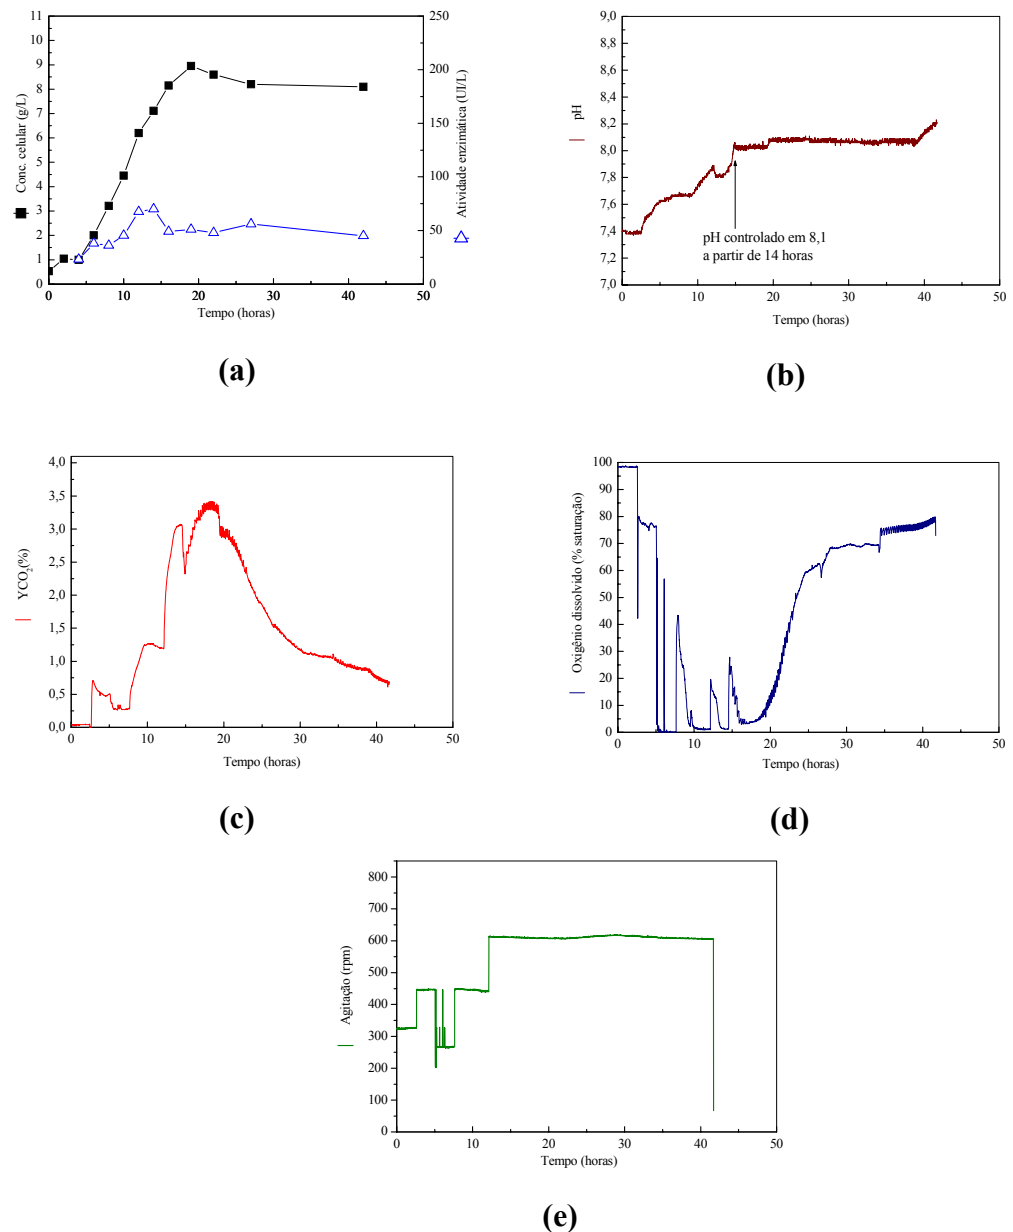 11
10
9
8
7
6
5
4
3
2
1
0
Conc. celular (g/L)
250
200
150
100
50
0
Atividade enzimática (UI/L)
0 10 20 20 30 40 50
Tempo (horas)
(a)
9,0
8,8
8,6
8,4
8,2
8,0
7,8
7,6
7,4
7,2
7,0
pH
pH controlado em 8,1
a partir de 14 horas
0 10 20 30 40 50
Tempo (horas)
(b)
4,0
3,5
3,0
2,5
2,0
1,5
1,0
0,5
0,0
YCO2(%)
0 10 20 30 40 50
Tempo (horas)
(c)
100
90
80
70
60
50
40
30
20
10
0
Oxigênio dissolvido (% saturação)
0 10 20 30 40 50
Tempo (horas)
(d)
800
700
600
500
400
300
200
100
0
Agitação (rpm)
0 10 20 30 40 50
Tempo (horas)
(e)